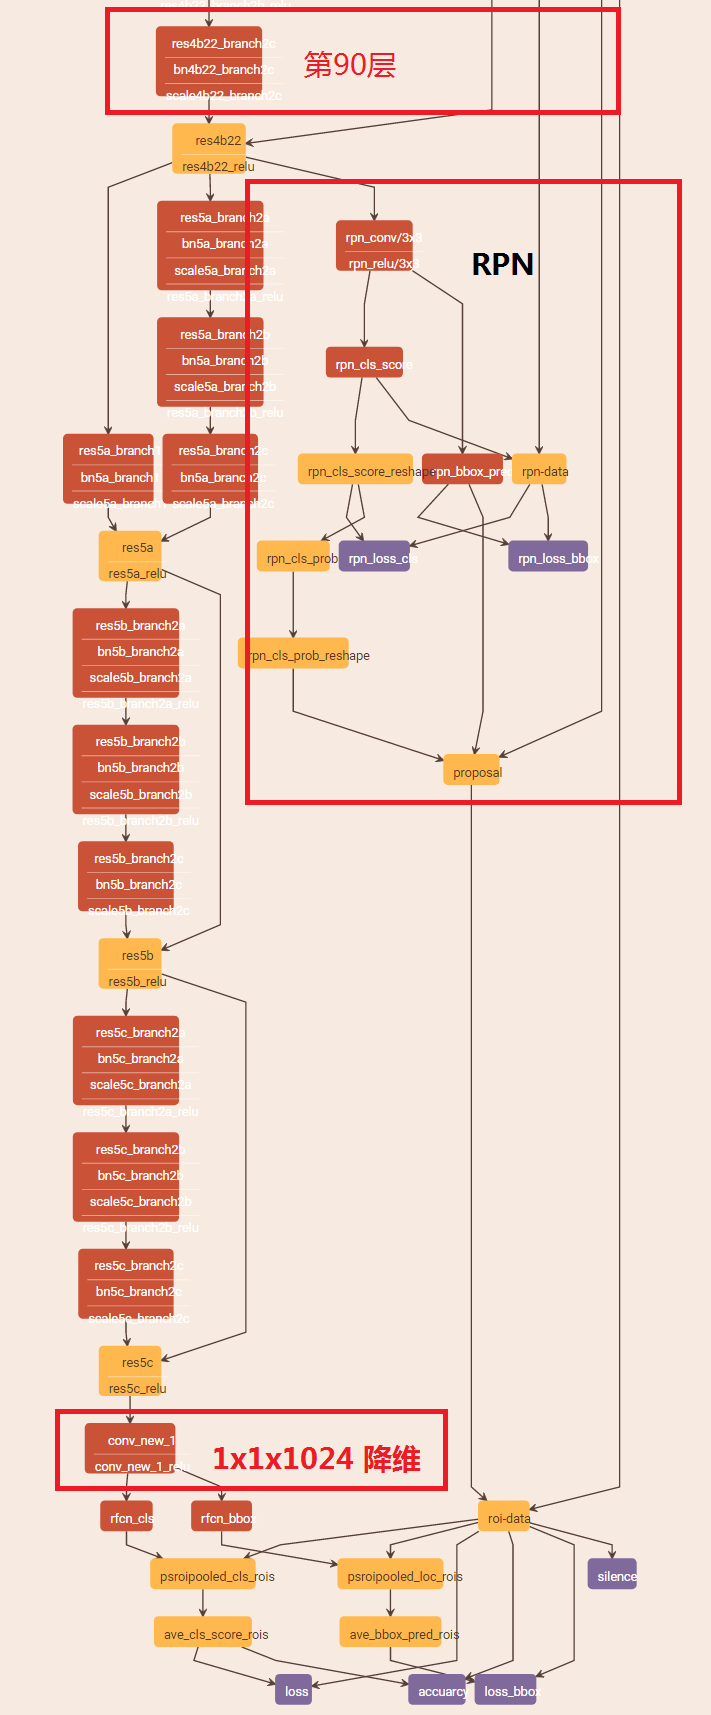 res4b22_branch2b_relu
res4b22_branch2c
bn4b22_branch2c
scale4b22_branch2c
第90层
res4b22
res4b22_relu
res5a_branch2a
bn5a_branch2a
scale5a_branch2a
res5a_branch2a_relu
rpn_conv/3x3
rpn_relu/3x3
RPN
res5a_branch2b
bn5a_branch2b
scale5a_branch2b
res5a_branch2b_relu
rpn_cls_score
res5a_branch1
bn5a_branch1
scale5a_branch1
res5a_branch2c
bn5a_branch2c
scale5a_branch2c
rpn_cls_score_reshape
rpn_bbox_pred
rpn-data
res5a
res5a_relu
rpn_cls_prob
rpn_loss_cls
rpn_loss_bbox
res5b_branch2a
bn5b_branch2a
scale5b_branch2a
res5b_branch2a_relu
rpn_cls_prob_reshape
res5b_branch2b
bn5b_branch2b
scale5b_branch2b
res5b_branch2b_relu
proposal
res5b_branch2c
bn5b_branch2c
scale5b_branch2c
res5b
res5b_relu
res5c_branch2a
bn5c_branch2a
scale5c_branch2a
res5c_branch2a_relu
res5c_branch2b
bn5c_branch2b
scale5c_branch2b
res5c_branch2b_relu
res5c_branch2c
bn5c_branch2c
scale5c_branch2c
res5c
res5c_relu
conv_new_1
conv_new_1_relu
1x1x1024 降维
rfcn_cls
rfcn_bbox
roi-data
psroipooled_cls_rois
psroipooled_loc_rois
silence
ave_cls_score_rois
ave_bbox_pred_rois
loss
accuarcy
loss_bbox